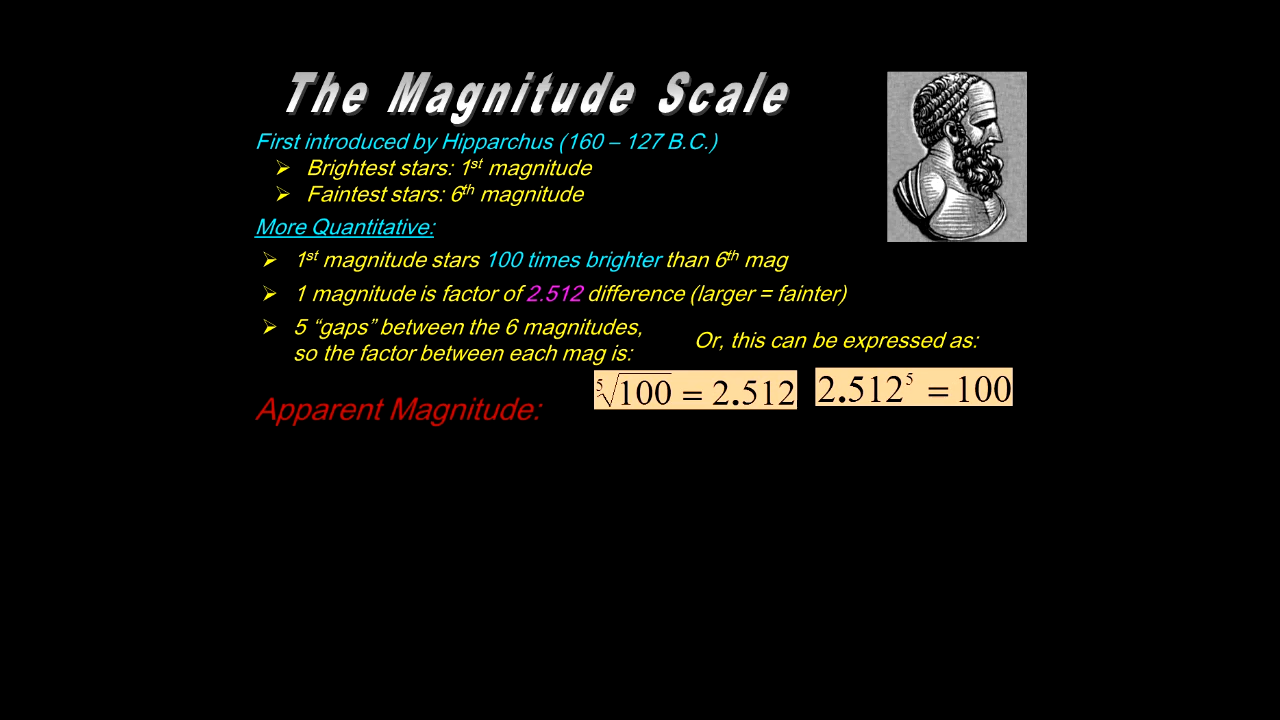 The Magnitude Scale
First introduced by Hipparchus (160 – 127 B.C.)
➢ Brightest stars: 1st magnitude
➢ Faintest stars: 6th magnitude
More Quantitative:
➢ 1st magnitude stars 100 times brighter than 6th mag
➢ 1 magnitude is factor of 2.512 difference (larger = fainter)
➢ 5 “gaps” between the 6 magnitudes,
so the factor between each mag is:
Or, this can be expressed as:
⁵√100 = 2.512
2.512⁵ = 100
Apparent Magnitude: